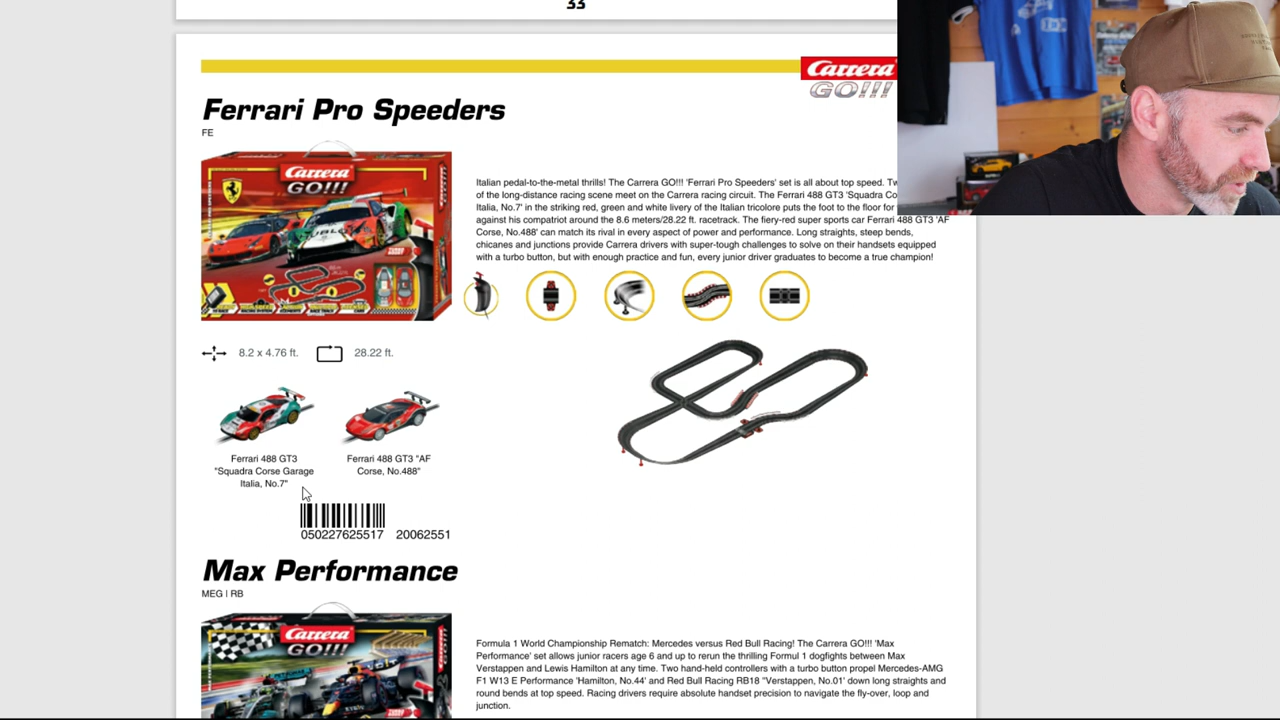 33
Carrera
GO!!!
Ferrari Pro Speeders
FE
Carrera
GO!!!
Italian pedal-to-the-metal thrills! The Carrera GO!!! 'Ferrari Pro Speeders' set is all about top speed.
of the long-distance racing scene meet on the Carrera racing circuit. The Ferrari 488 GT3 'Squadra
Italia, No.7' in the striking red, green and white livery of the Italian tricolore puts the foot to the floor for
against his compatriot around the 8.6 meters/28.22 ft. racetrack. The fiery-red super sports car Ferrari 488 GT3 'AF
Corse, No.488' can match its rival in every aspect of power and performance. Long straights, steep bends,
chicanes and junctions provide Carrera drivers with super-tough challenges to solve on their handsets equipped
with a turbo button, but with enough practice and fun, every junior driver graduates to become a true champion!
8.2 x 4.76 ft.
28.22 ft.
Ferrari 488 GT3
"Squadra Corse Garage
Italia, No.7"
Ferrari 488 GT3 "AF
Corse, No.488"
050227625517
20062551
Max Performance
MEG | RB
Carrera
GO!!!
Formula 1 World Championship Rematch: Mercedes versus Red Bull Racing! The Carrera GO!!! 'Max
Performance' set allows junior racers age 6 and up to rerun the thrilling Formul 1 dogfights between Max
Verstappen and Lewis Hamilton at any time. Two hand-held controllers with a turbo button propel Mercedes-AMG
F1 W13 E Performance 'Hamilton, No.44' and Red Bull Racing RB18 "Verstappen, No.01' down long straights and
round bends at top speed. Racing drivers require absolute handset precision to navigate the fly-over, loop and
junction.